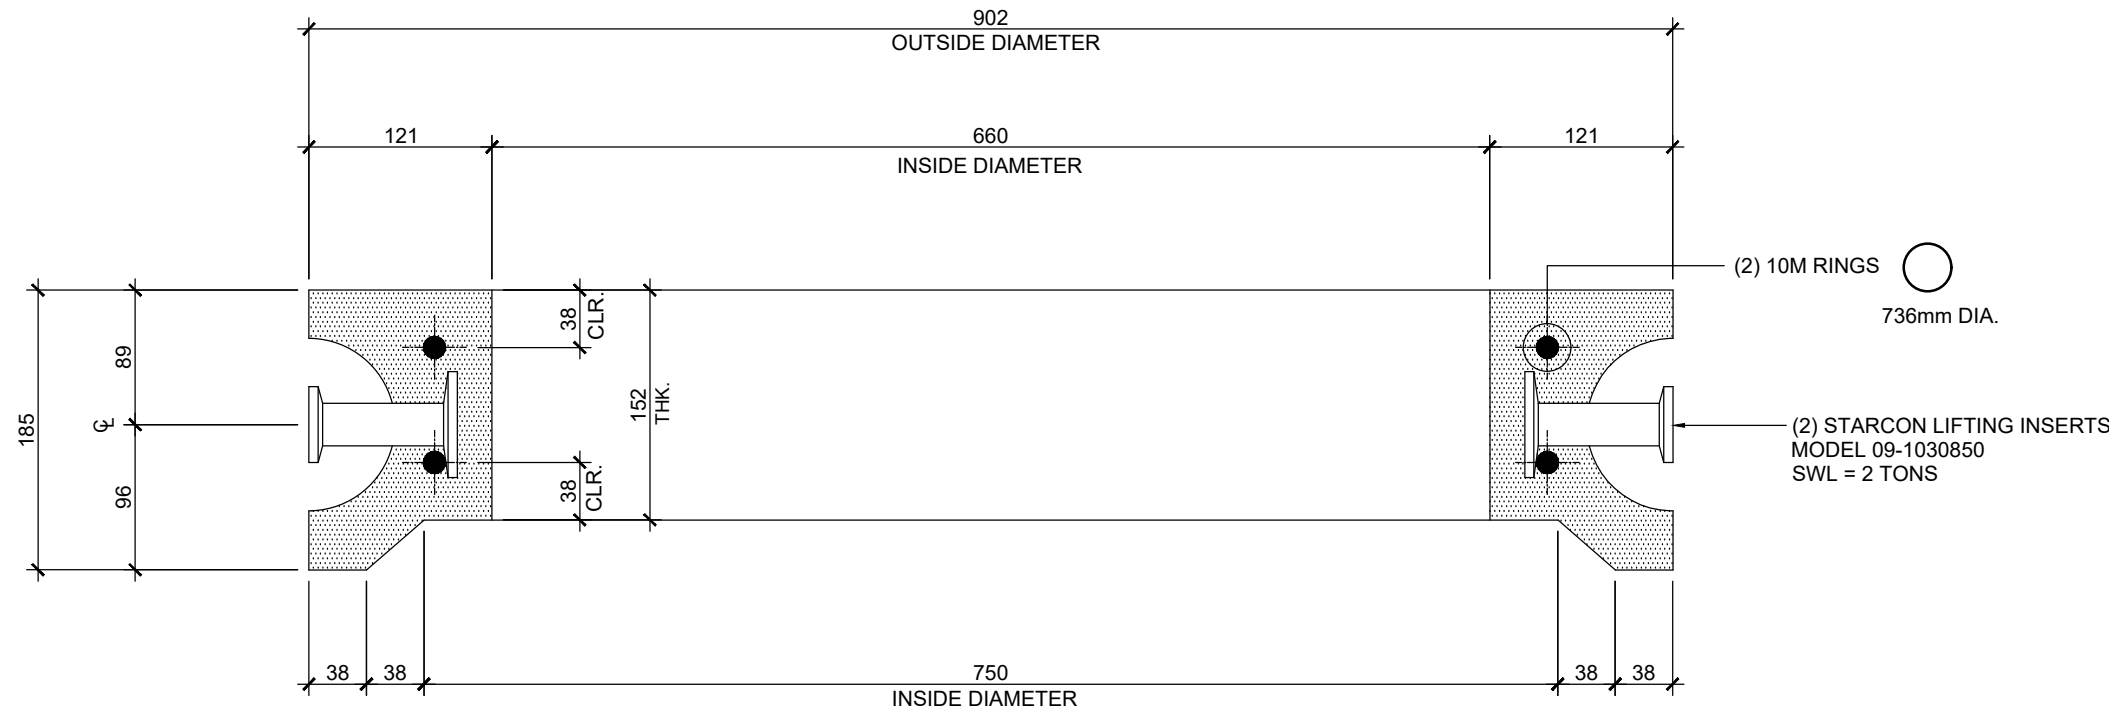 902
OUTSIDE DIAMETER
121
660
121
INSIDE DIAMETER
(2) 10M RINGS
736mm DIA.
38
CLR.
89
152
THK.
185
℄
(2) STARCON LIFTING INSERTS
MODEL 09-1030850
SWL = 2 TONS
38
CLR.
96
38
38
750
38
38
INSIDE DIAMETER